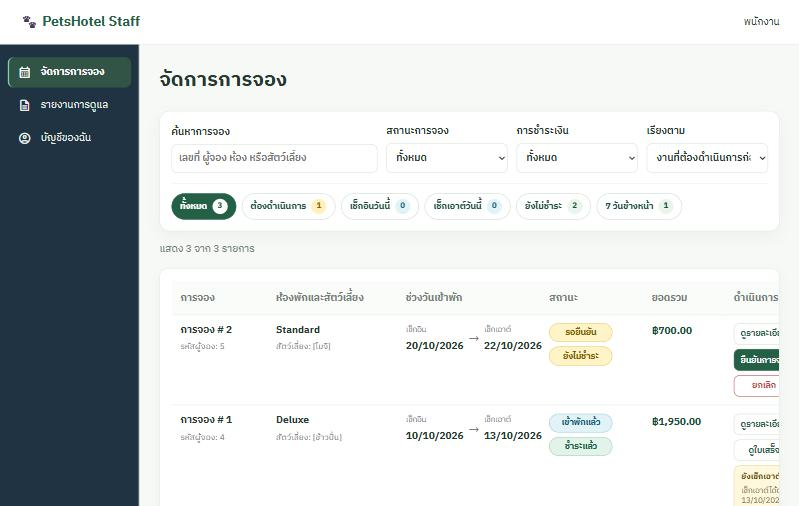 PetsHotel Staff
พนักงาน
จัดการการจอง
รายงานการดูแล
บัญชีของฉัน
จัดการการจอง
ค้นหาการจอง
สถานะการจอง
การชำระเงิน
เรียงตาม
เลขที่ ผู้จอง ห้อง หรือสัตว์เลี้ยง
ทั้งหมด
ทั้งหมด
งานที่ต้องดำเนินการก่อ
ทั้งหมด 3
ต้องดำเนินการ 1
เช็กอินวันนี้ 0
เช็กเอาต์วันนี้ 0
ยังไม่ชำระ 2
7 วันข้างหน้า 1
แสดง 3 จาก 3 รายการ
การจอง
ห้องพักและสัตว์เลี้ยง
ช่วงวันเข้าพัก
สถานะ
ยอดรวม
ดำเนินการ
การจอง # 2
รหัสผู้จอง: 5
Standard
สัตว์เลี้ยง: [โมจิ]
เช็กอิน
20/10/2026
→
เช็กเอาต์
22/10/2026
รอยืนยัน
ยังไม่ชำระ
฿700.00
ดูรายละเอีย
ยืนยันการจ
ยกเลิก
การจอง # 1
รหัสผู้จอง: 4
Deluxe
สัตว์เลี้ยง: [ข้าวปั้น]
เช็กอิน
10/10/2026
→
เช็กเอาต์
13/10/2026
เข้าพักแล้ว
ชำระแล้ว
฿1,950.00
ดูรายละเอีย
ดูใบเสร็จ
ยังเช็กเอาต์
เช็กเอาต์ได้
13/10/202